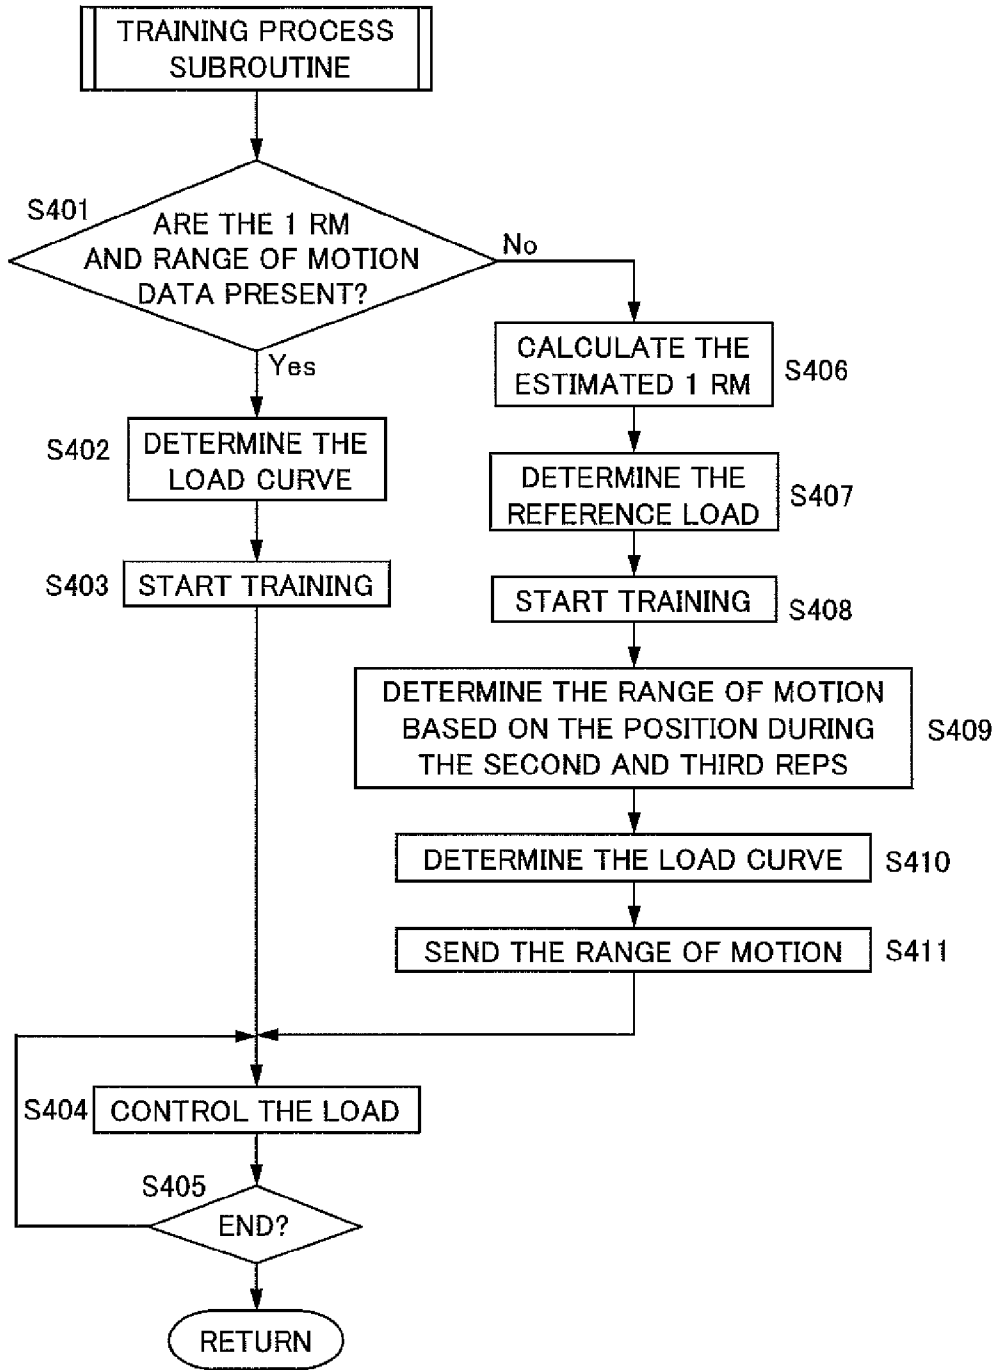 TRAINING PROCESS
SUBROUTINE
S401
ARE THE 1 RM
AND RANGE OF MOTION
DATA PRESENT?
No
Yes
S402
DETERMINE THE
LOAD CURVE
S403
START TRAINING
CALCULATE THE
ESTIMATED 1 RM
S406
DETERMINE THE
REFERENCE LOAD
S407
START TRAINING
S408
DETERMINE THE RANGE OF MOTION
BASED ON THE POSITION DURING
THE SECOND AND THIRD REPS
S409
DETERMINE THE LOAD CURVE
S410
SEND THE RANGE OF MOTION
S411
S404
CONTROL THE LOAD
S405
END?
RETURN